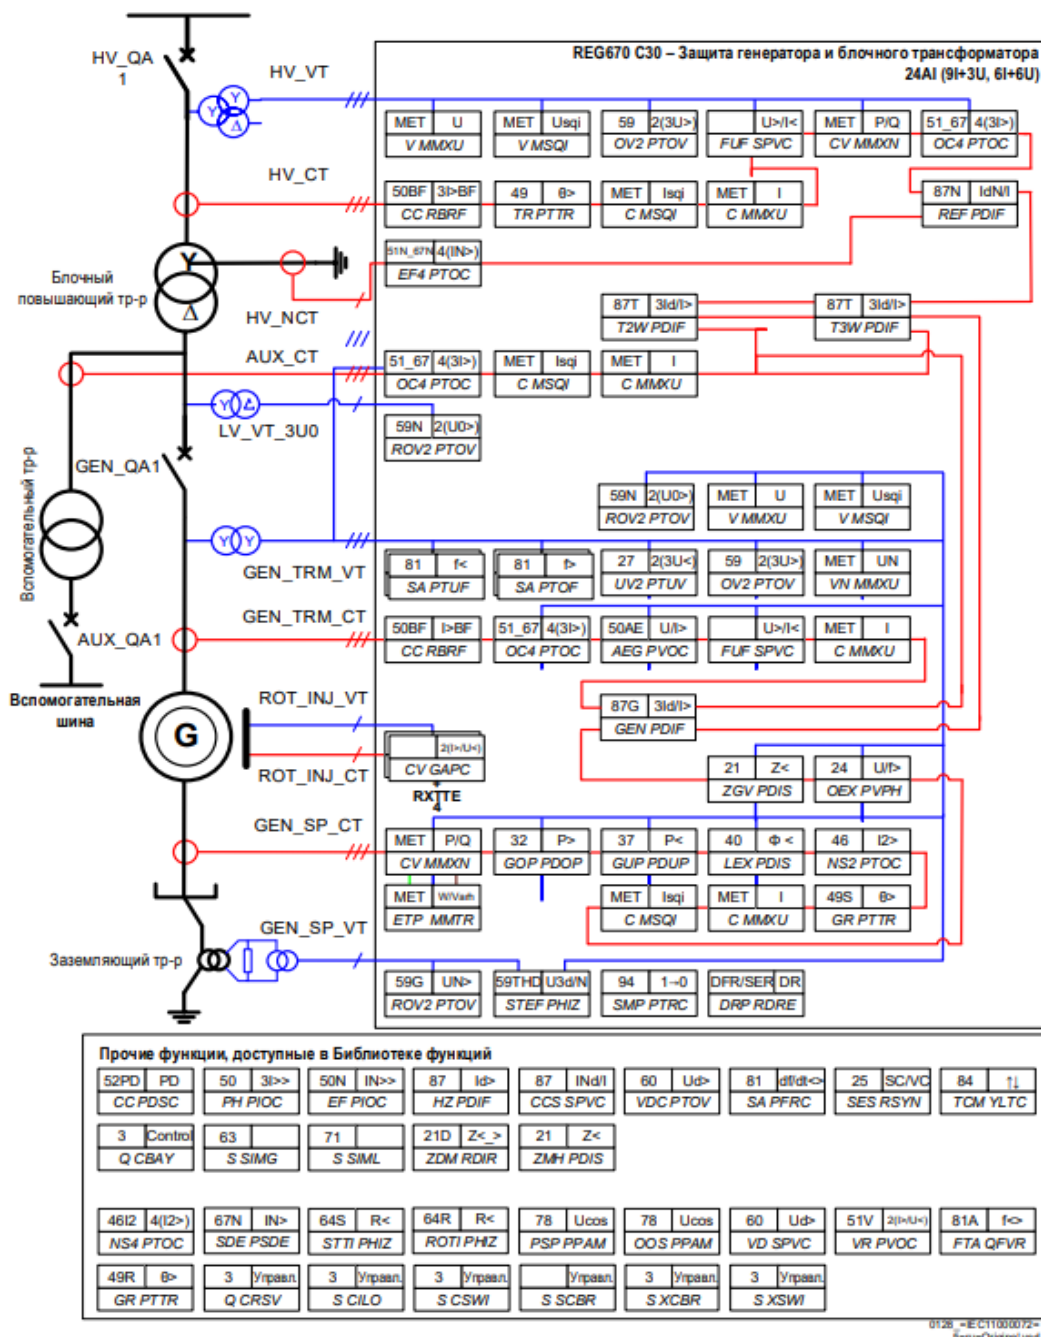 REG670 C30 – Защита генератора и блочного трансформатора
24AI (9I+3U, 6I+6U)
HV_QA
1
HV_VT
MET U
V MMXU
MET Usqi
V MSQI
59 2(3U>)
OV2 PTOV
U>/I<
FUF SPVC
MET P/Q
CV MMXN
51_67 4(3I>)
OC4 PTOC
HV_CT
50BF 3I>BF
CC RBRF
49 θ>
TR PTTR
MET Isqi
C MSQI
MET I
C MMXU
87N IdN/I
REF PDIF
51N_67N 4(IN>)
EF4 PTOC
Блочный
повышающий тр-р
Y
Δ
HV_NCT
87T 3Id/I>
T2W PDIF
87T 3Id/I>
T3W PDIF
AUX_CT
51_67 4(3I>)
OC4 PTOC
MET Isqi
C MSQI
MET I
C MMXU
LV_VT_3U0
59N 2(U0>)
ROV2 PTOV
GEN_QA1
Вспомогательный тр-р
59N 2(U0>)
ROV2 PTOV
MET U
V MMXU
MET Usqi
V MSQI
GEN_TRM_VT
81 f<
SA PTUF
81 f>
SA PTOF
27 2(3U<)
UV2 PTUV
59 2(3U>)
OV2 PTOV
MET UN
VN MMXU
GEN_TRM_CT
50BF I>BF
CC RBRF
51_67 4(3I>)
OC4 PTOC
50AE U/I>
AEG PVOC
U>/I<
FUF SPVC
MET I
C MMXU
AUX_QA1
Вспомогательная
шина
G
ROT_INJ_VT
ROT_INJ_CT
2(I>/U<)
CV GAPC
+
RXTTE
4
87G 3Id/I>
GEN PDIF
21 Z<
ZGV PDIS
24 U/f>
OEX PVPH
GEN_SP_CT
MET P/Q
CV MMXN
32 P>
GOP PDOP
37 P<
GUP PDUP
40 Φ <
LEX PDIS
46 I2>
NS2 PTOC
MET W/Varh
ETP MMTR
MET Isqi
C MSQI
MET I
C MMXU
49S θ>
GR PTTR
GEN_SP_VT
Заземляющий тр-р
59G UN>
ROV2 PTOV
59THD U3d/N
STEF PHIZ
94 1→0
SMP PTRC
DFR/SER DR
DRP RDRE
Прочие функции, доступные в Библиотеке функций
52PD PD
CC PDSC
50 3I>>
PH PIOC
50N IN>>
EF PIOC
87 Id>
HZ PDIF
87 INd/I
CCS SPVC
60 Ud>
VDC PTOV
81 df/dt<>
SA PFRC
25 SC/VC
SES RSYN
84 ↑↓
TCM YLTC
3 Control
Q CBAY
63
S SIMG
71
S SIML
21D Z<_>
ZDM RDIR
21 Z<
ZMH PDIS
46I2 4(I2>)
NS4 PTOC
67N IN>
SDE PSDE
64S R<
STTI PHIZ
64R R<
ROTI PHIZ
78 Ucos
PSP PPAM
78 Ucos
OOS PPAM
60 Ud>
VD SPVC
51V 2(I>/U<)
VR PVOC
81A f<>
FTA QFVR
49R θ>
GR PTTR
3 Управл.
Q CRSV
3 Управл.
S CILO
3 Управл.
S CSWI
Управл.
S SCBR
3 Управл.
S XCBR
3 Управл.
S XSWI